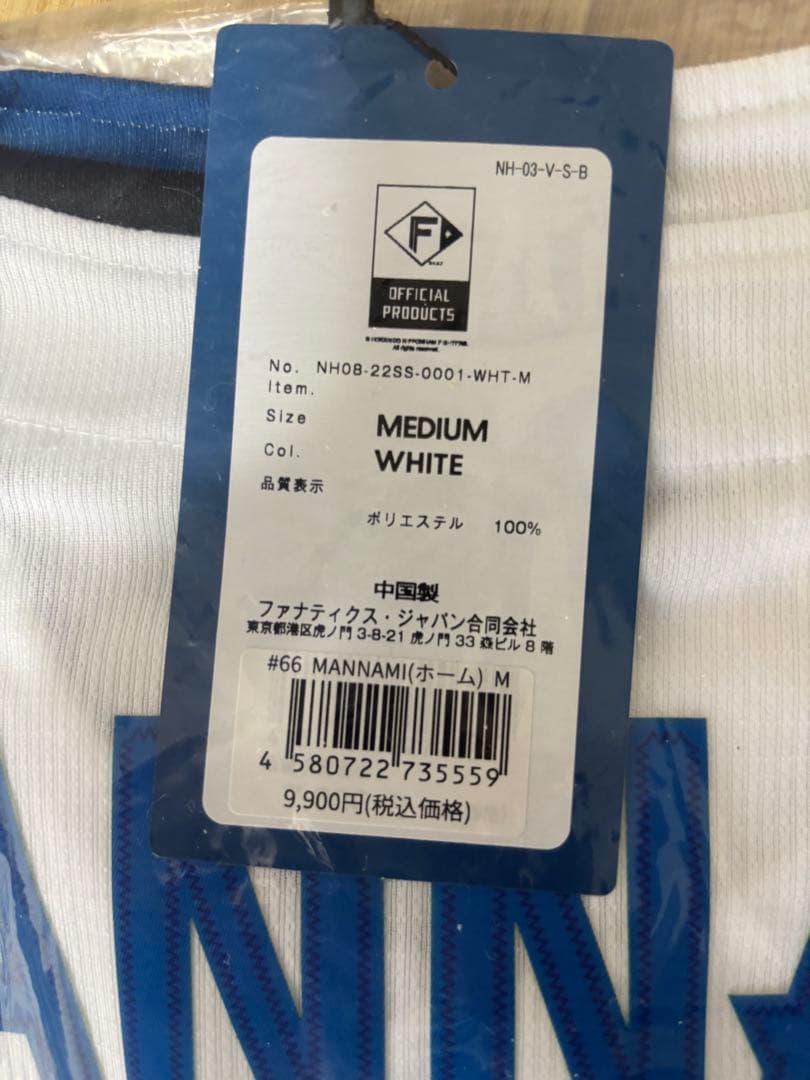 NH-03-V-S-B
F
OFFICIAL
PRODUCTS
All rights reserved.
No. NH08-22SS-0001-WHT-M
Item.
Size MEDIUM
Col. WHITE
品質表示
ポリエステル 100%
中国製
ファナティクス・ジャパン合同会社
東京都港区虎ノ門 3-8-21 虎ノ門 33 森ビル 8 階
#66 MANNAMI(ホーム) M
4 580722 735559
9,900円(税込価格)
ANNA